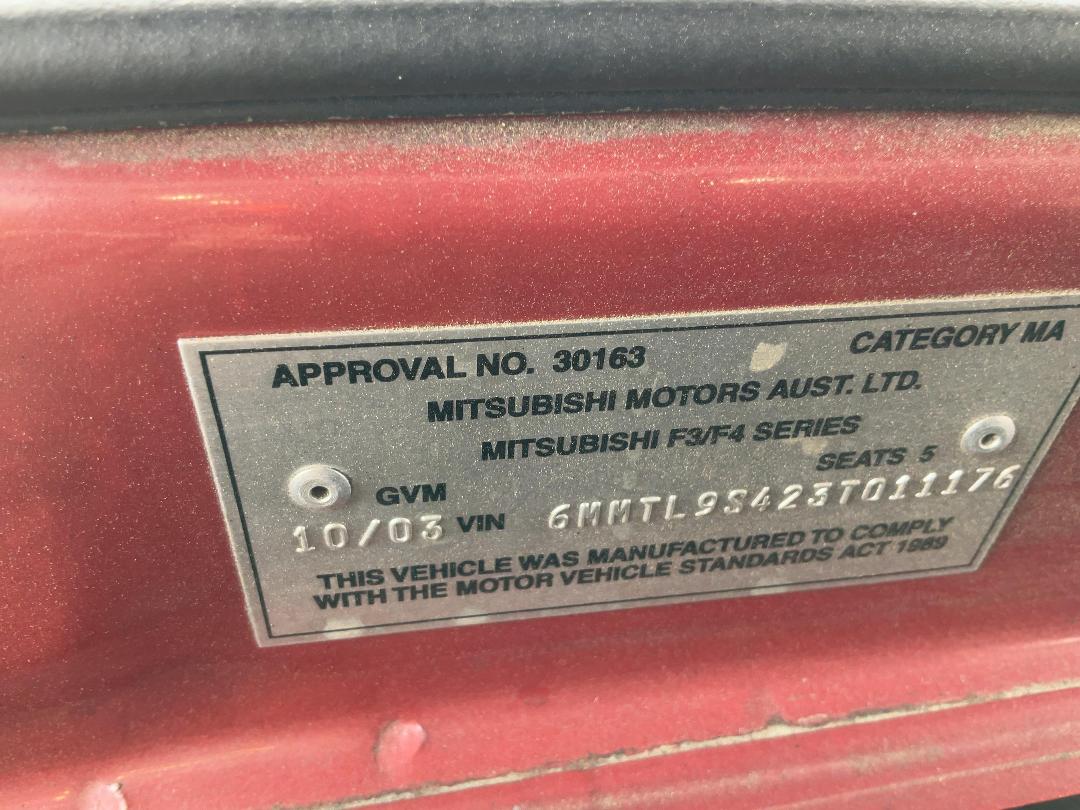 APPROVAL NO. 30163 CATEGORY MA
MITSUBISHI MOTORS AUST. LTD.
MITSUBISHI F3/F4 SERIES
SEATS 5
GVM
10/03 VIN 6MMTL9S423T011176
THIS VEHICLE WAS MANUFACTURED TO COMPLY
WITH THE MOTOR VEHICLE STANDARDS ACT 1989